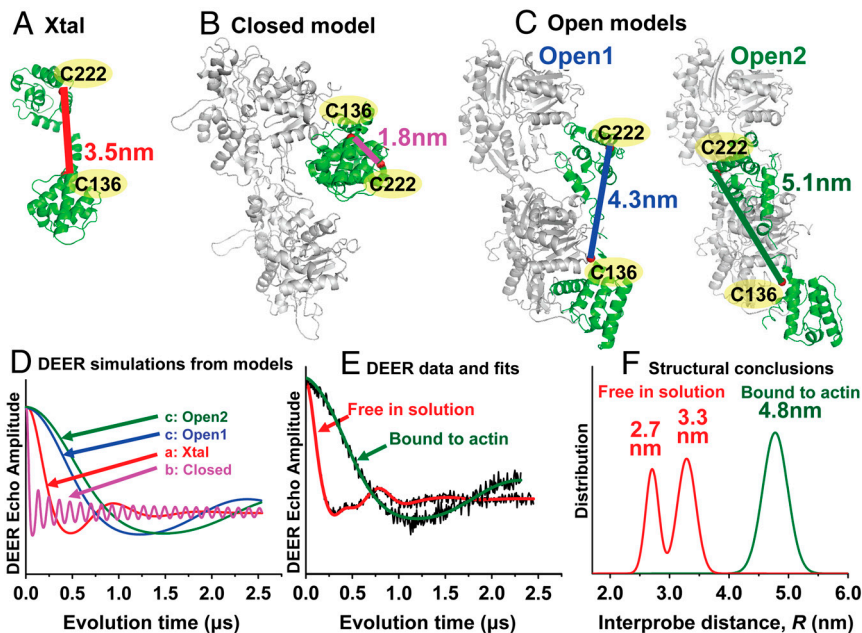 A Xtal
C222
3.5nm
C136
B Closed model
C136
1.8nm
C222
C Open models
Open1
C222
4.3nm
C136
Open2
C222
5.1nm
C136
D DEER simulations from models
DEER Echo Amplitude
c: Open2
c: Open1
a: Xtal
b: Closed
0.0 0.5 1.0 1.5 2.0 2.5
Evolution time (μs)
E DEER data and fits
DEER Echo Amplitude
Free in solution
Bound to actin
0.0 0.5 1.0 1.5 2.0 2.5
Evolution time (μs)
F Structural conclusions
Distribution
Free in solution
2.7
nm
3.3
nm
Bound to actin
4.8nm
2.0 3.0 4.0 5.0 6.0
Interprobe distance, R (nm)